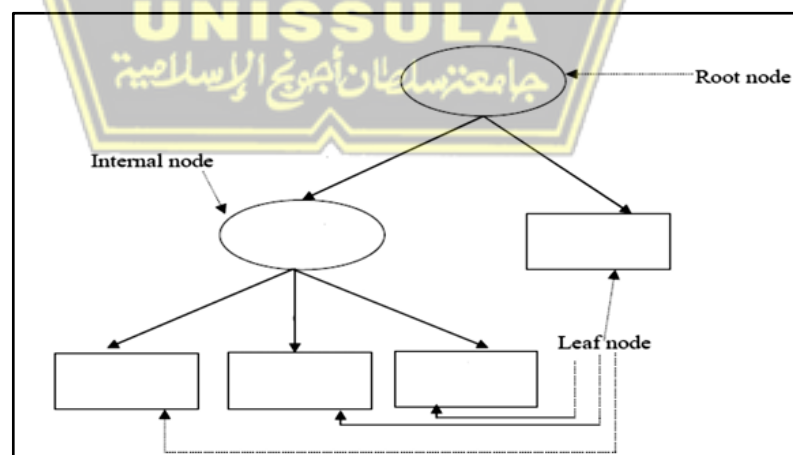 UNISSULA
جامعة سلطان أجونج الإسلامية
Root node
Internal node
Leaf node